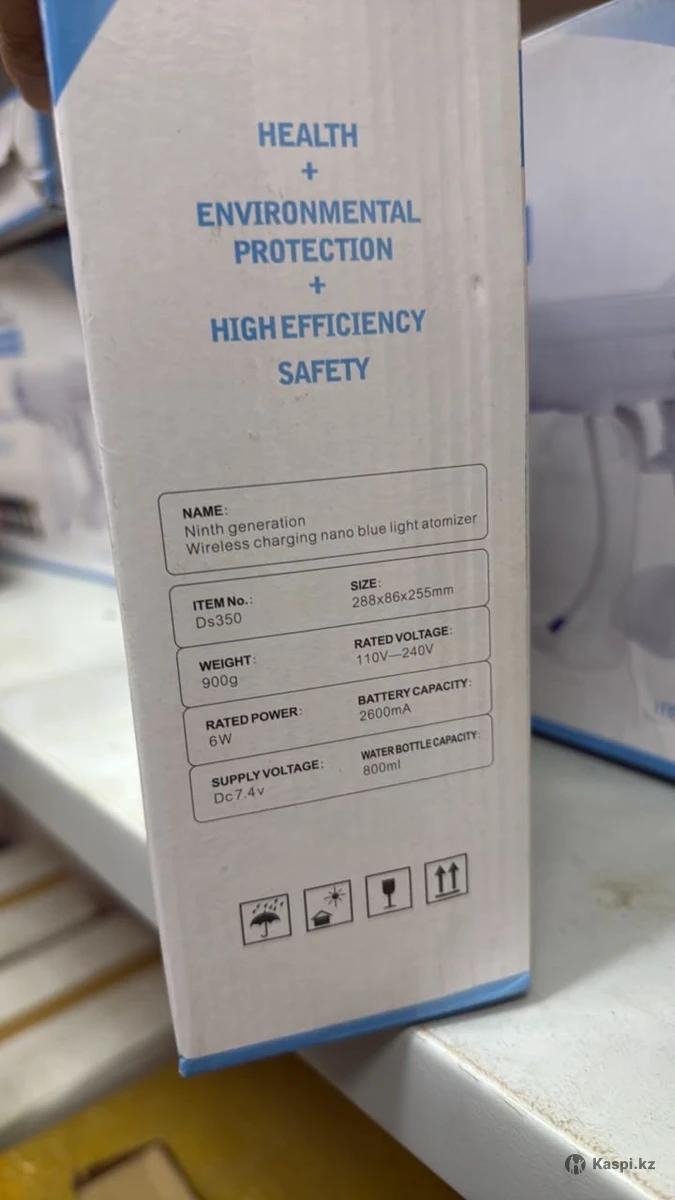 HEALTH
+
ENVIRONMENTAL
PROTECTION
+
HIGH EFFICIENCY
SAFETY
NAME:
Ninth generation
Wireless charging nano blue light atomizer
ITEM No.:
Ds350
SIZE:
288x86x255mm
WEIGHT:
900g
RATED VOLTAGE:
110V—240V
RATED POWER:
6W
BATTERY CAPACITY:
2600mA
SUPPLY VOLTAGE:
Dc7.4v
WATER BOTTLE CAPACITY:
800ml
Kaspi.kz